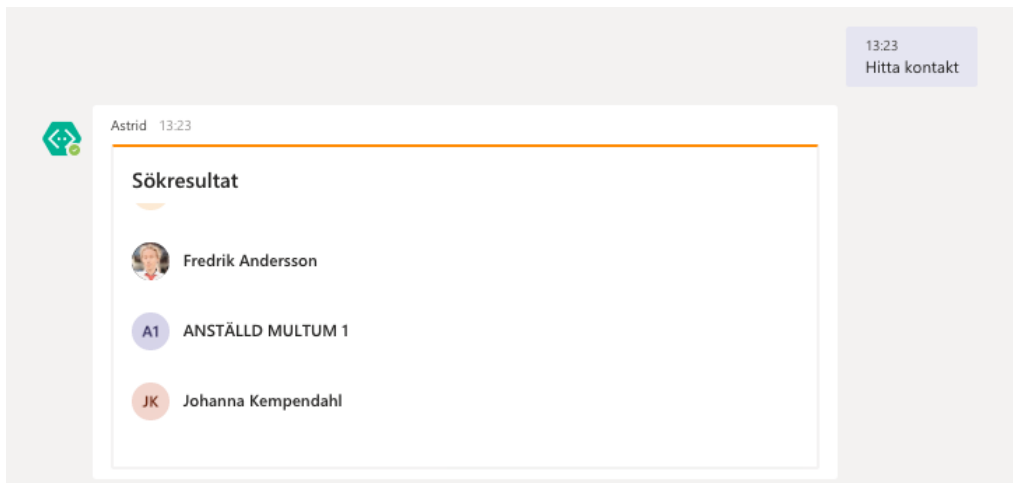 13:23
Hitta kontakt
Astrid 13:23
Sökresultat
Fredrik Andersson
A1 ANSTÄLLD MULTUM 1
JK Johanna Kempendahl